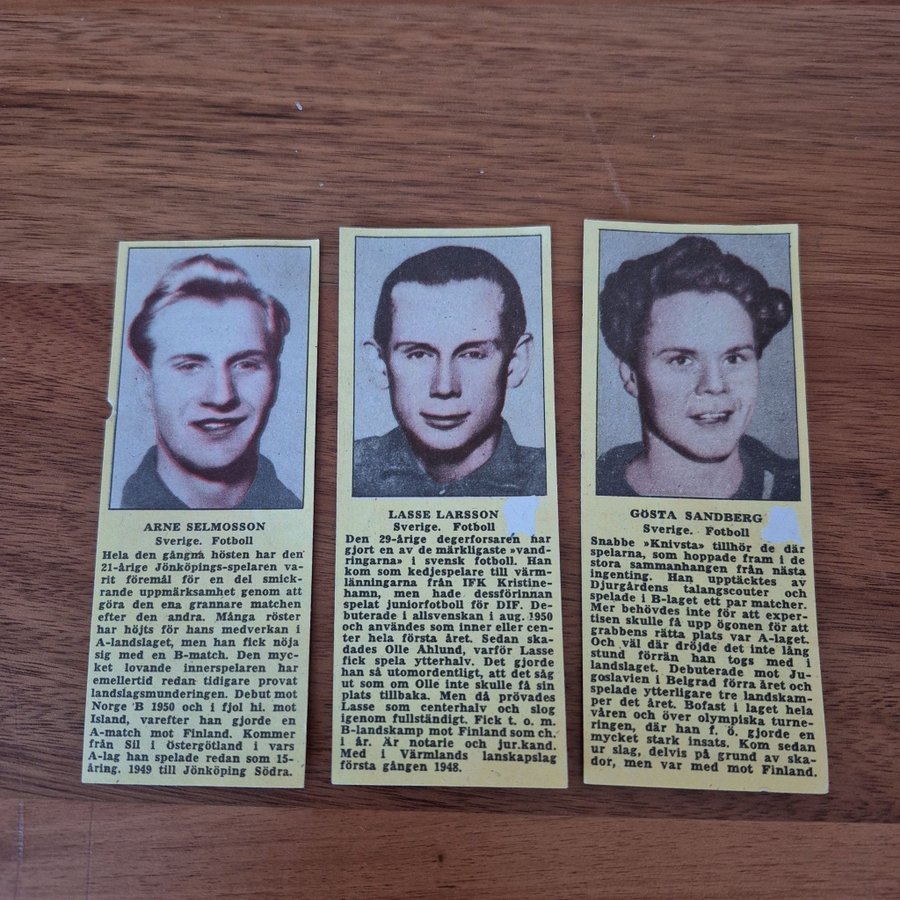 ARNE SELMOSSON
Sverige. Fotboll
Hela den gångna hösten har den
21-årige Jönköpings-spelaren va-
rit föremål för en del smick-
rande uppmärksamhet genom att
göra den ena grannare matchen
efter den andra. Många röster
har höjts för hans medverkan i
A-landslaget, men han fick nöja
sig med en B-match. Den myc-
ket lovande innerspelaren har
emellertid redan tidigare provat
landslagsmunderingen. Debut mot
Norge B 1950 och i fjol hl. mot
Island, varefter han gjorde en
A-match mot Finland. Kommer
från Sil i Östergötland i vars
A-lag han spelade redan som 15-
åring. 1949 till Jönköping Södra.
LASSE LARSSON
Sverige. Fotboll
Den 29-årige degerforsaren har
gjort en av de märkligaste »vand-
ringarna» i svensk fotboll. Han
kom som kedjespelare till värm-
länningarna från IFK Kristine-
hamn, men hade dessförinnan
spelat juniorfotboll för DIF. De-
buterade i allsvenskan i aug. 1950
och användes som inner eller cen-
ter hela första året. Sedan ska-
dades Olle Åhlund, varför Lasse
fick spela ytterhalv. Det gjorde
han så utomordentligt, att det såg
ut som om Olle inte skulle få sin
plats tillbaka. Men då prövades
Lasse som centerhalv och slog
igenom fullständigt. Fick t. o. m.
B-landskamp mot Finland som ch.
i år. Är notarie och jur.kand.
Med i Värmlands lanskapslag
första gången 1948.
GÖSTA SANDBERG
Sverige. Fotboll
Snabbe »Knivsta» tillhör de där
spelarna, som hoppade fram i de
stora sammanhangen från nästa
ingenting. Han upptäcktes av
Djurgårdens talangscouter och
spelade i B-laget ett par matcher.
Mer behövdes inte för att exper-
tisen skulle få upp ögonen för att
grabbens rätta plats var A-laget.
Och väl där dröjde det inte lång
stund förrän han togs med i
landslaget. Debuterade mot Ju-
goslavien i Belgrad förra året och
spelade ytterligare tre landskam-
per det året. Bofast i laget hela
våren och över olympiska turne-
ringen, där han f. ö. gjorde en
mycket stark insats. Kom sedan
ur slag, delvis på grund av ska-
dor, men var med mot Finland.